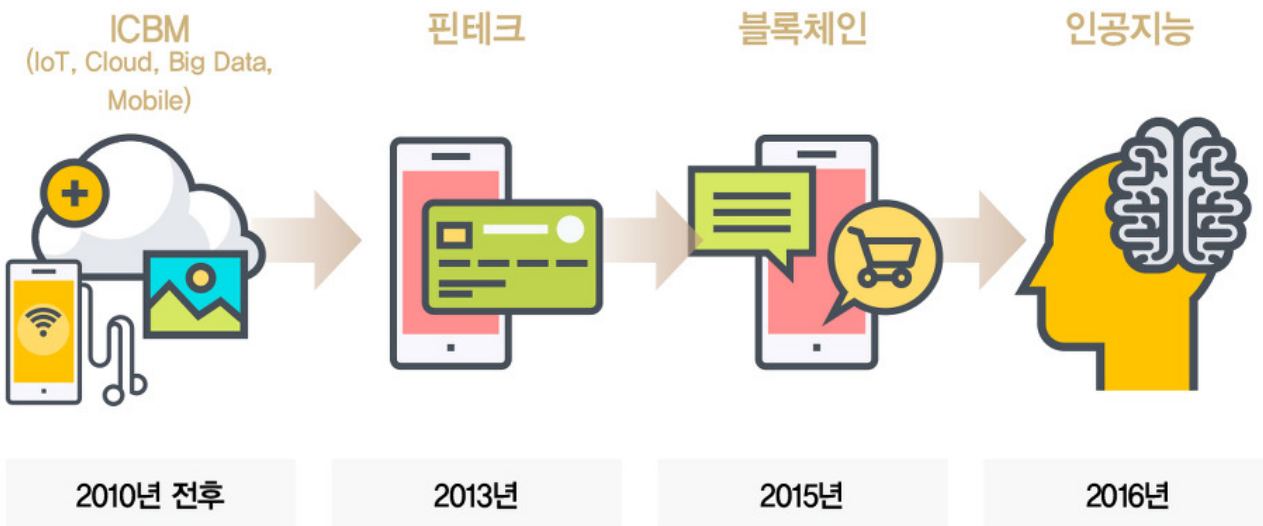 ICBM
(IoT, Cloud, Big Data,
Mobile)
핀테크
블록체인
인공지능
2010년 전후
2013년
2015년
2016년